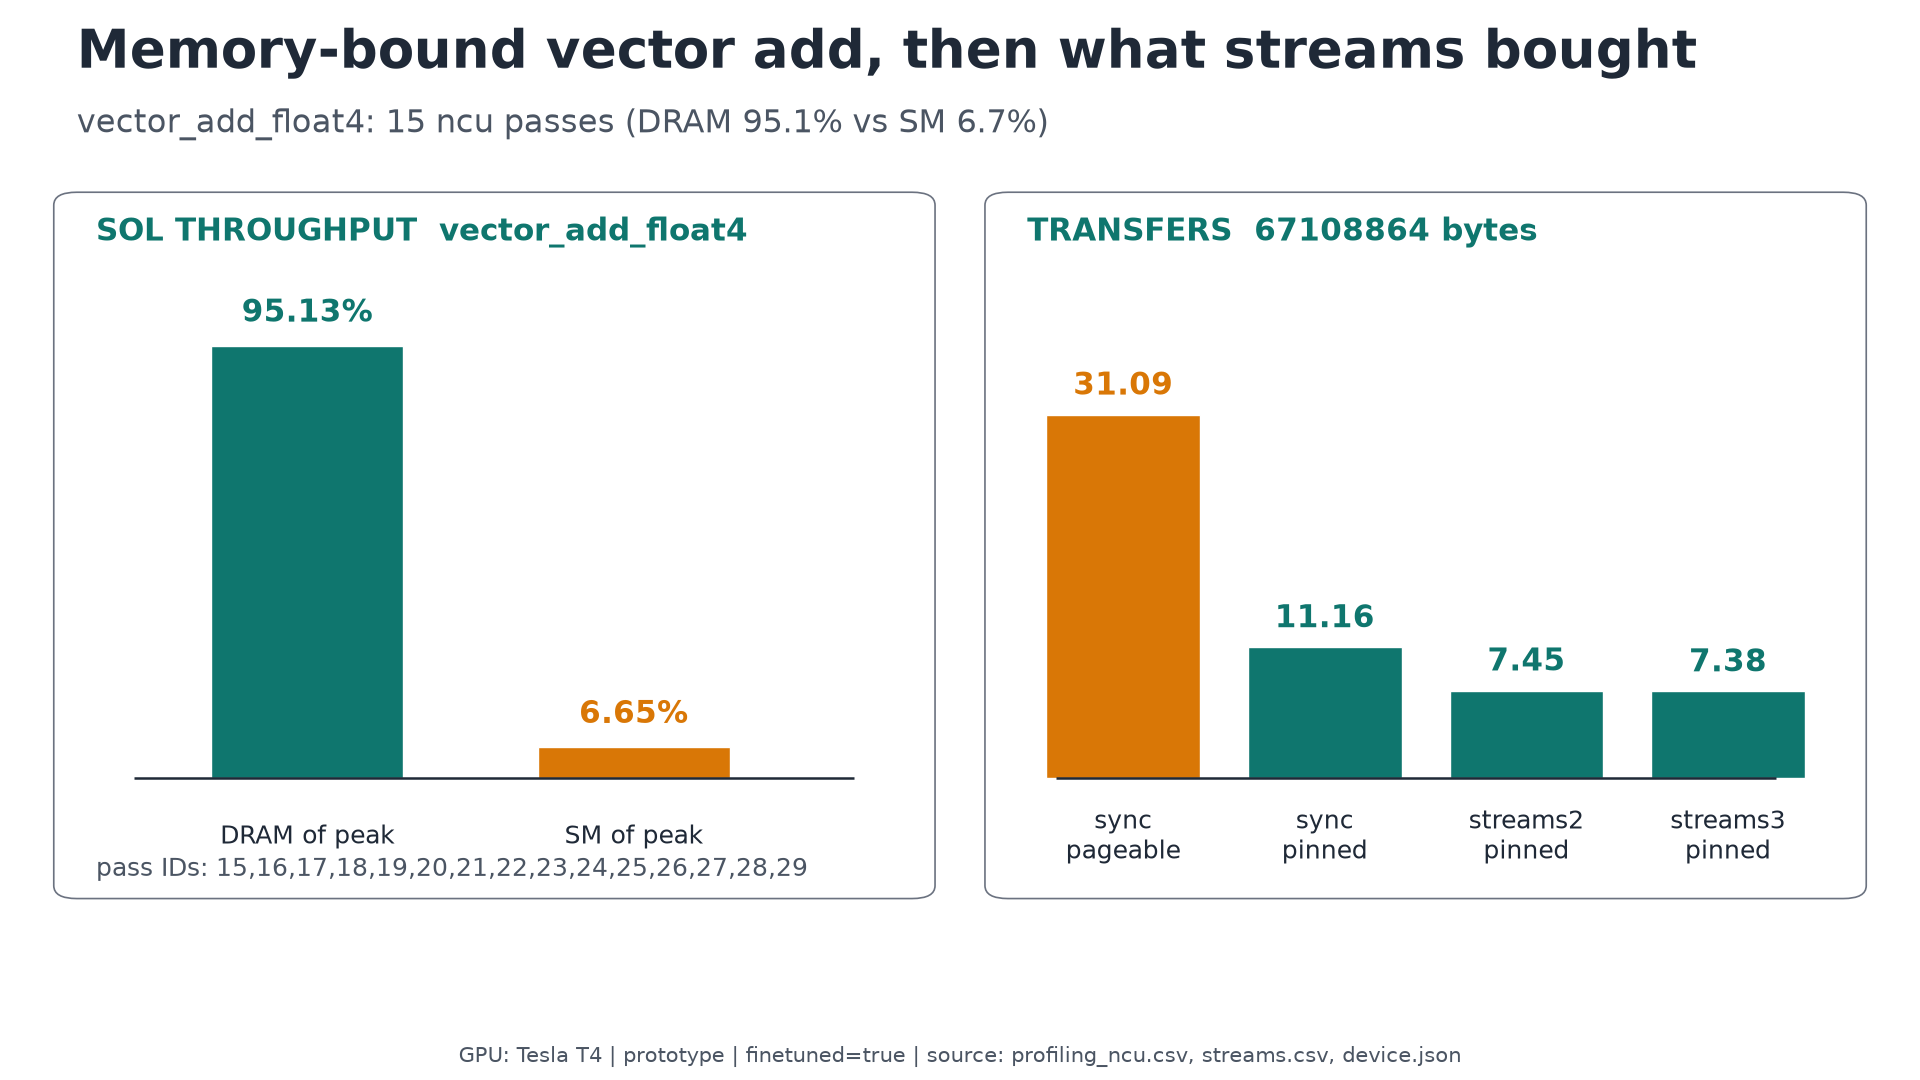 Memory-bound vector add, then what streams bought
vector_add_float4: 15 ncu passes (DRAM 95.1% vs SM 6.7%)
SOL THROUGHPUT  vector_add_float4
95.13%
6.65%
DRAM of peak
SM of peak
pass IDs: 15,16,17,18,19,20,21,22,23,24,25,26,27,28,29
TRANSFERS  67108864 bytes
31.09
11.16
7.45
7.38
sync
pageable
sync
pinned
streams2
pinned
streams3
pinned
GPU: Tesla T4 | prototype | finetuned=true | source: profiling_ncu.csv, streams.csv, device.json